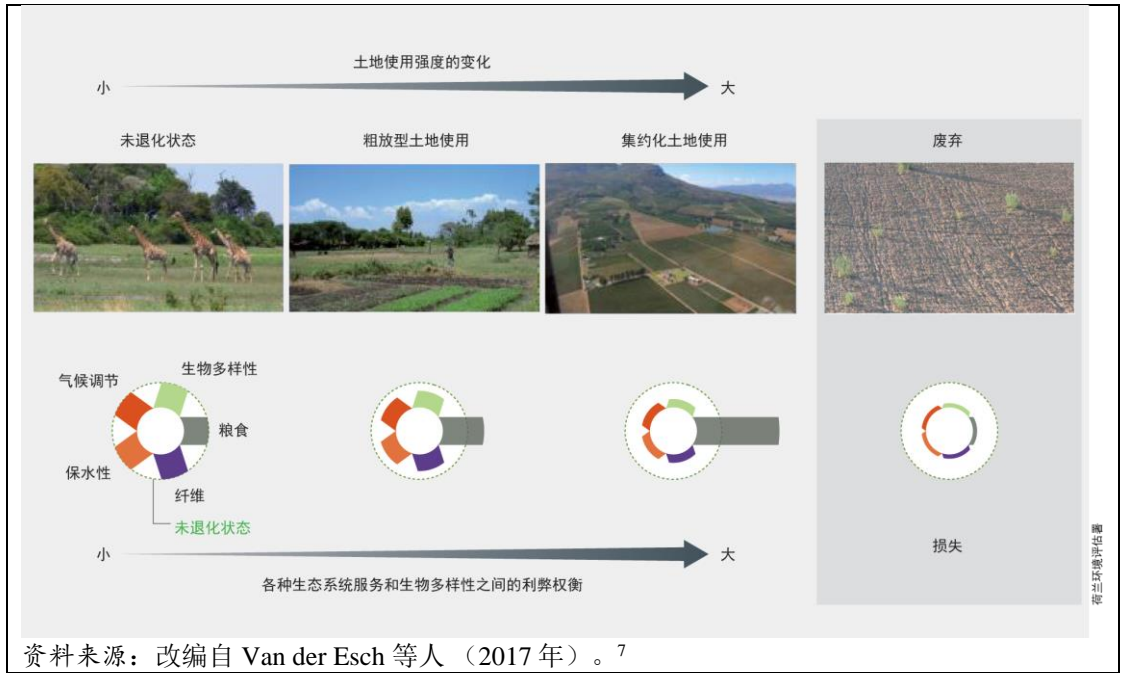 土地使用强度的变化
小
大
未退化状态
粗放型土地使用
集约化土地使用
废弃
生物多样性
气候调节
粮食
保水性
纤维
未退化状态
小
大
损失
各种生态系统服务和生物多样性之间的利弊权衡
荷兰环境评估署
资料来源：改编自 Van der Esch 等人 （2017 年）。7